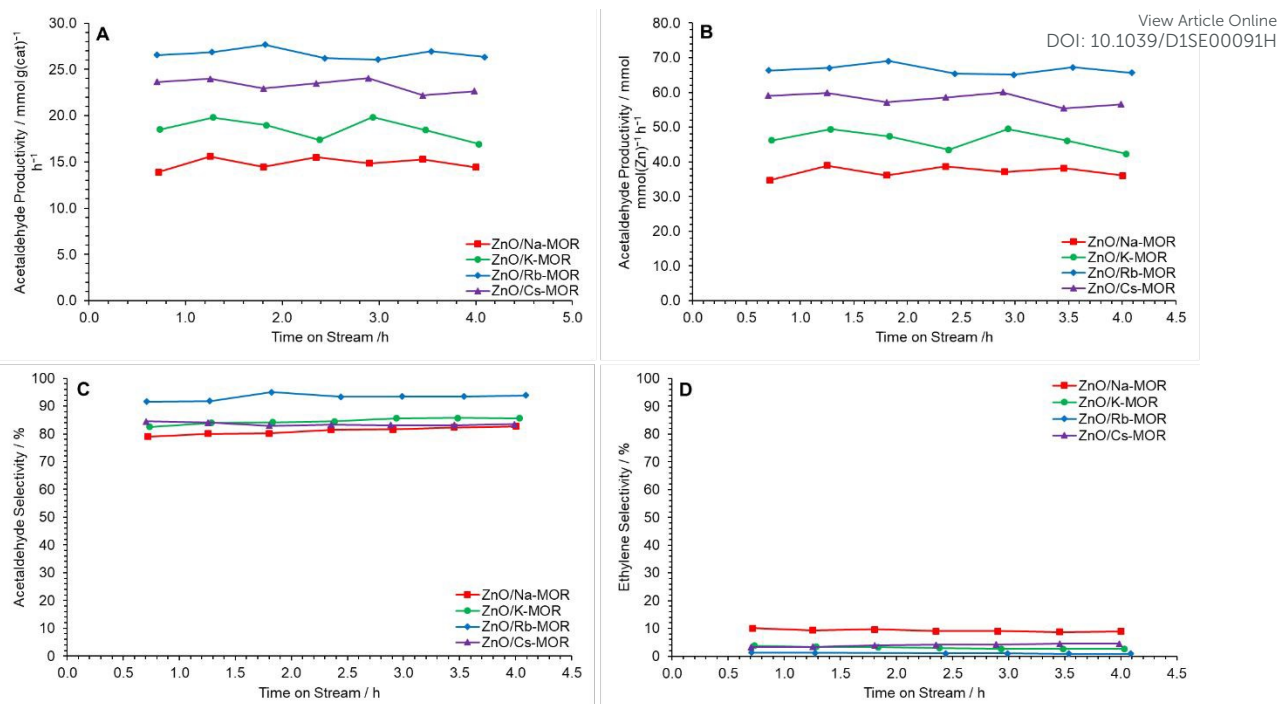 View Article Online
DOI: 10.1039/D1SE00091H
A
Acetaldehyde Productivity / mmol g(cat)⁻¹
h⁻¹
30.0
25.0
20.0
15.0
10.0
5.0
0.0
ZnO/Na-MOR
ZnO/K-MOR
ZnO/Rb-MOR
ZnO/Cs-MOR
0.0 1.0 2.0 3.0 4.0 5.0
Time on Stream /h
B
Acetaldehyde Productivity / mmol
mmol(Zn)⁻¹ h⁻¹
80.0
70.0
60.0
50.0
40.0
30.0
20.0
10.0
0.0
ZnO/Na-MOR
ZnO/K-MOR
ZnO/Rb-MOR
ZnO/Cs-MOR
0.0 0.5 1.0 1.5 2.0 2.5 3.0 3.5 4.0 4.5
Time on Stream /h
C
Acetaldehyde Selectivity / %
100
90
80
70
60
50
40
30
20
10
0
ZnO/Na-MOR
ZnO/K-MOR
ZnO/Rb-MOR
ZnO/Cs-MOR
0.0 0.5 1.0 1.5 2.0 2.5 3.0 3.5 4.0 4.5
Time on Stream / h
D
Ethylene Selectivity / %
100
90
80
70
60
50
40
30
20
10
0
ZnO/Na-MOR
ZnO/K-MOR
ZnO/Rb-MOR
ZnO/Cs-MOR
0.0 0.5 1.0 1.5 2.0 2.5 3.0 3.5 4.0 4.5
Time on Stream / h